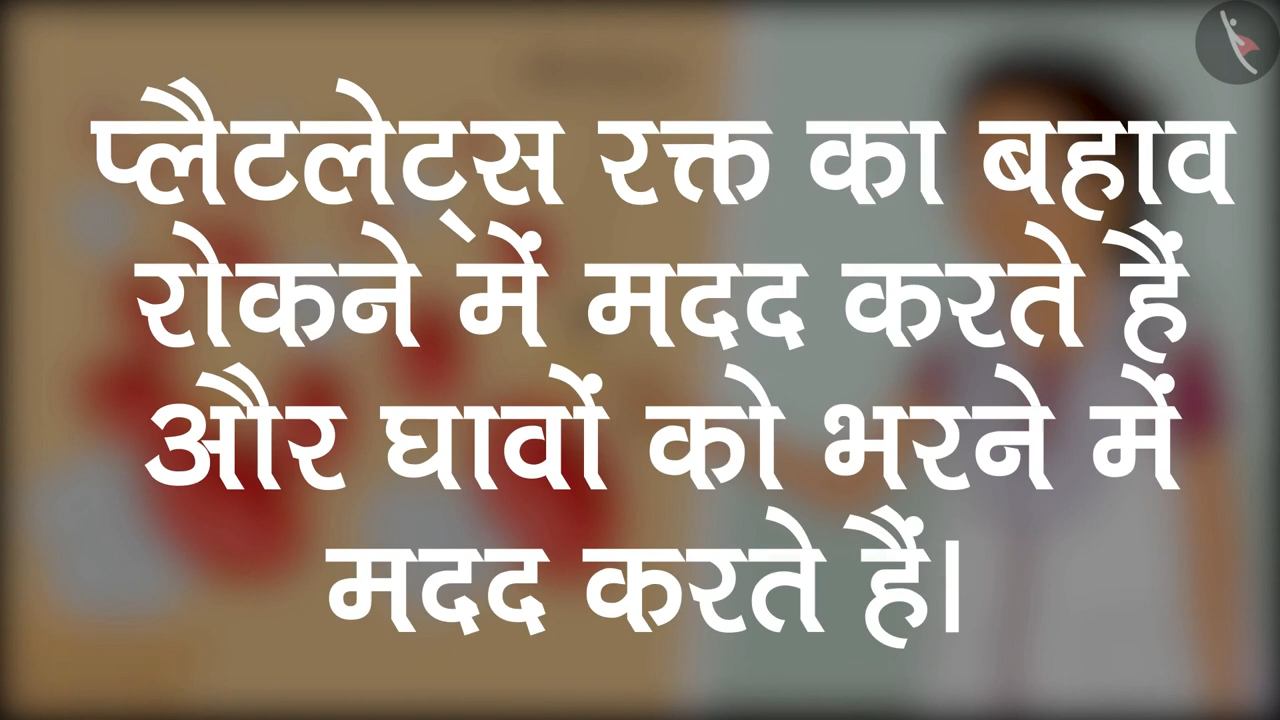 प्लैटलेट्स रक्त का बहाव
रोकने में मदद करते हैं
और घावों को भरने में
मदद करते हैं।